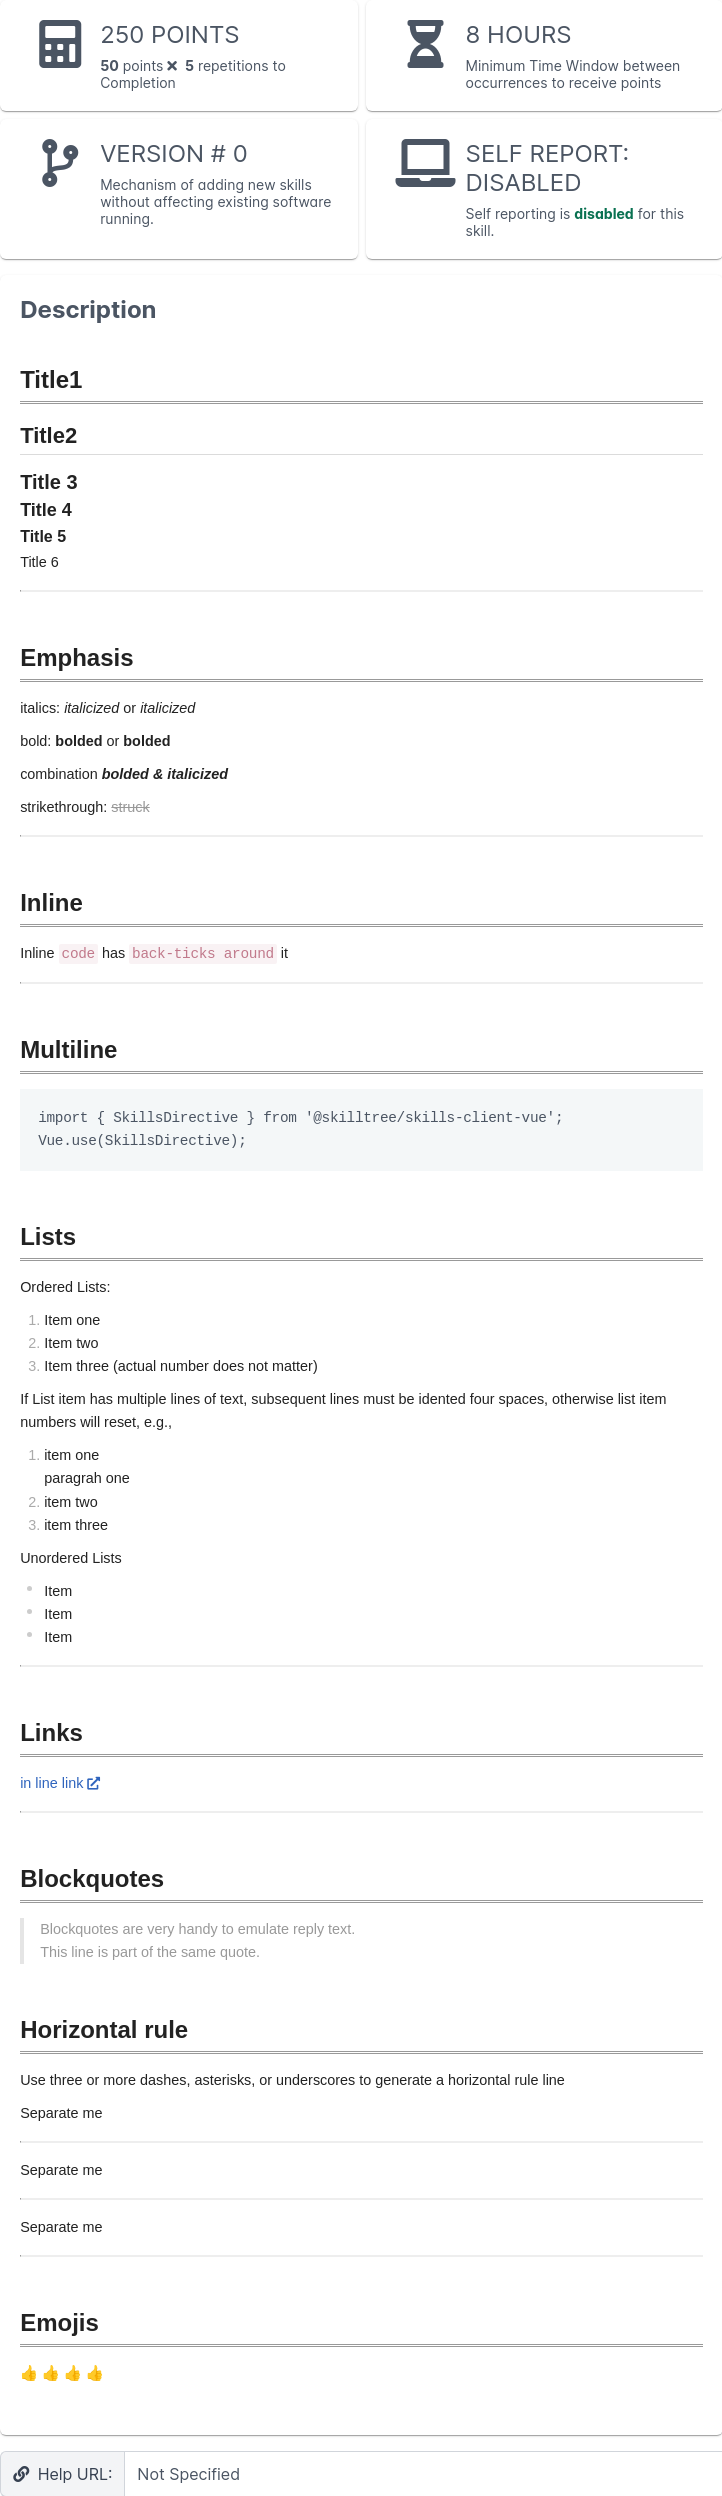 250 POINTS
50 points × 5 repetitions to
Completion
8 HOURS
Minimum Time Window between
occurrences to receive points
VERSION # 0
Mechanism of adding new skills
without affecting existing software
running.
SELF REPORT:
DISABLED
Self reporting is disabled for this
skill.
Description
Title1
Title2
Title 3
Title 4
Title 5
Title 6
Emphasis
italics: italicized or italicized
bold: bolded or bolded
combination bolded & italicized
strikethrough: struck
Inline
Inline code has back-ticks around it
Multiline
import { SkillsDirective } from '@skilltree/skills-client-vue';
Vue.use(SkillsDirective);
Lists
Ordered Lists:
1. Item one
2. Item two
3. Item three (actual number does not matter)
If List item has multiple lines of text, subsequent lines must be idented four spaces, otherwise list item
numbers will reset, e.g.,
1. item one
paragrah one
2. item two
3. item three
Unordered Lists
• Item
• Item
• Item
Links
in line link
Blockquotes
Blockquotes are very handy to emulate reply text.
This line is part of the same quote.
Horizontal rule
Use three or more dashes, asterisks, or underscores to generate a horizontal rule line
Separate me
Separate me
Separate me
Emojis
👍 👍 👍 👍
Help URL: Not Specified